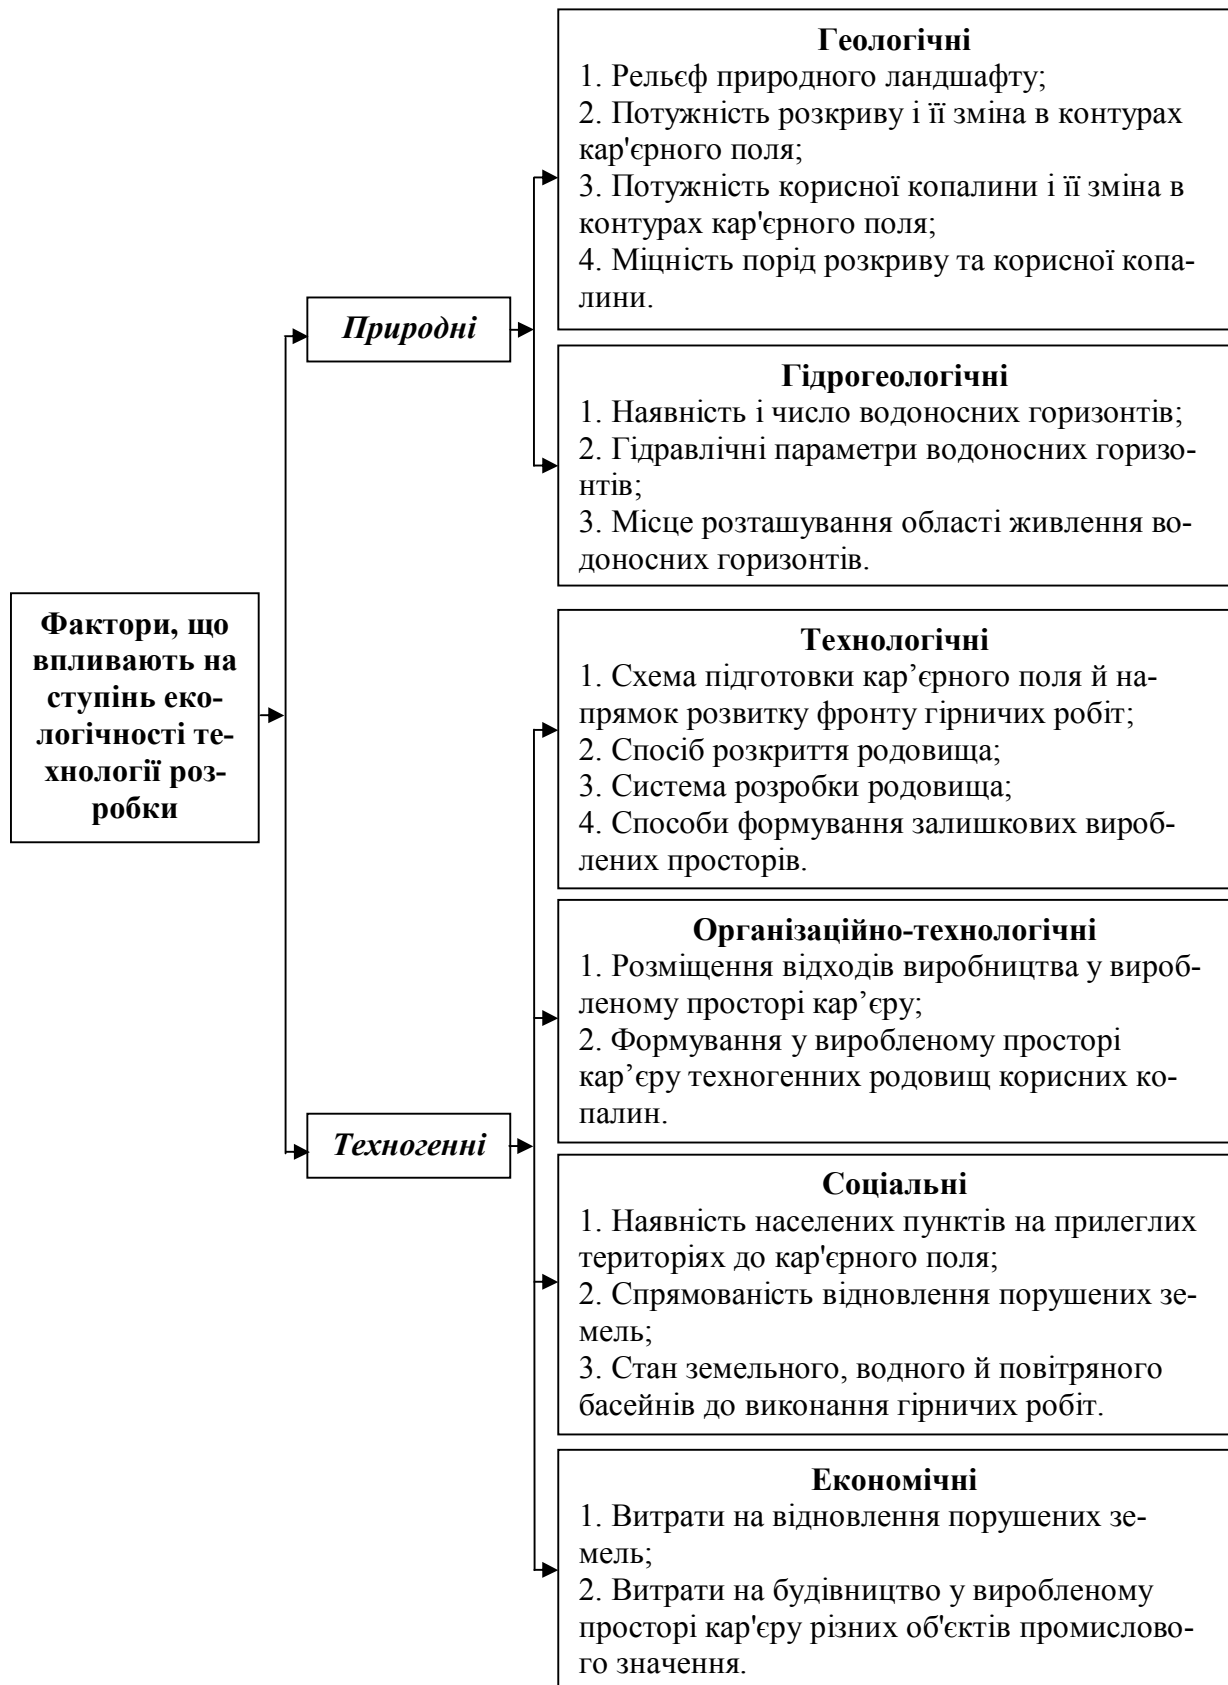 Фактори, що
впливають на
ступінь еко-
логічності те-
хнології роз-
робки
Природні
Геологічні
1. Рельєф природного ландшафту;
2. Потужність розкриву і її зміна в контурах
кар'єрного поля;
3. Потужність корисної копалини і її зміна в
контурах кар'єрного поля;
4. Міцність порід розкриву та корисної копа-
лини.
Гідрогеологічні
1. Наявність і число водоносних горизонтів;
2. Гідравлічні параметри водоносних горизо-
нтів;
3. Місце розташування області живлення во-
доносних горизонтів.
Техногенні
Технологічні
1. Схема підготовки кар’єрного поля й на-
прямок розвитку фронту гірничих робіт;
2. Спосіб розкриття родовища;
3. Система розробки родовища;
4. Способи формування залишкових вироб-
лених просторів.
Організаційно-технологічні
1. Розміщення відходів виробництва у вироб-
леному просторі кар’єру;
2. Формування у виробленому просторі
кар’єру техногенних родовищ корисних ко-
палин.
Соціальні
1. Наявність населених пунктів на прилеглих
територіях до кар'єрного поля;
2. Спрямованість відновлення порушених зе-
мель;
3. Стан земельного, водного й повітряного
басейнів до виконання гірничих робіт.
Економічні
1. Витрати на відновлення порушених зе-
мель;
2. Витрати на будівництво у виробленому
просторі кар'єру різних об'єктів промислово-
го значення.